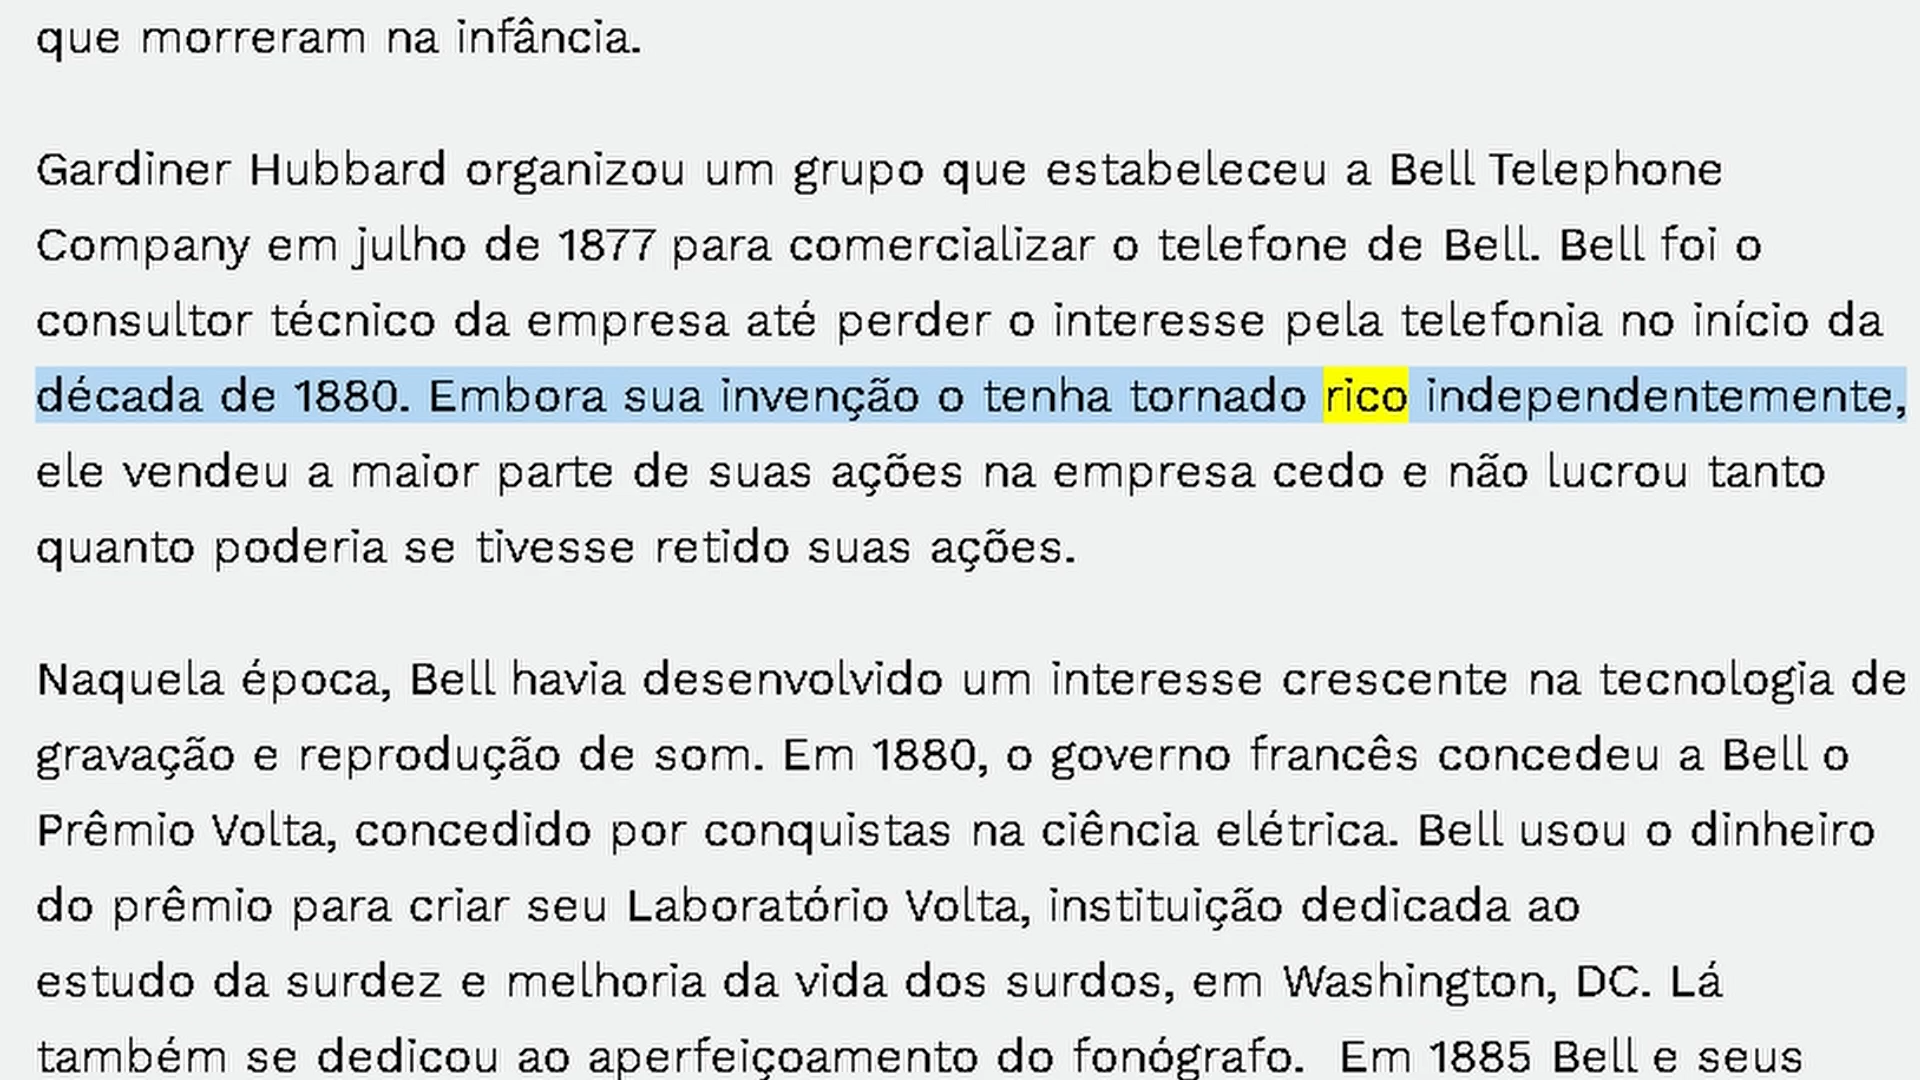 que morreram na infância.
Gardiner Hubbard organizou um grupo que estabeleceu a Bell Telephone
Company em julho de 1877 para comercializar o telefone de Bell. Bell foi o
consultor técnico da empresa até perder o interesse pela telefonia no início da
década de 1880. Embora sua invenção o tenha tornado rico independentemente,
ele vendeu a maior parte de suas ações na empresa cedo e não lucrou tanto
quanto poderia se tivesse retido suas ações.
Naquela época, Bell havia desenvolvido um interesse crescente na tecnologia de
gravação e reprodução de som. Em 1880, o governo francês concedeu a Bell o
Prêmio Volta, concedido por conquistas na ciência elétrica. Bell usou o dinheiro
do prêmio para criar seu Laboratório Volta, instituição dedicada ao
estudo da surdez e melhoria da vida dos surdos, em Washington, DC. Lá
também se dedicou ao aperfeiçoamento do fonógrafo.  Em 1885 Bell e seus